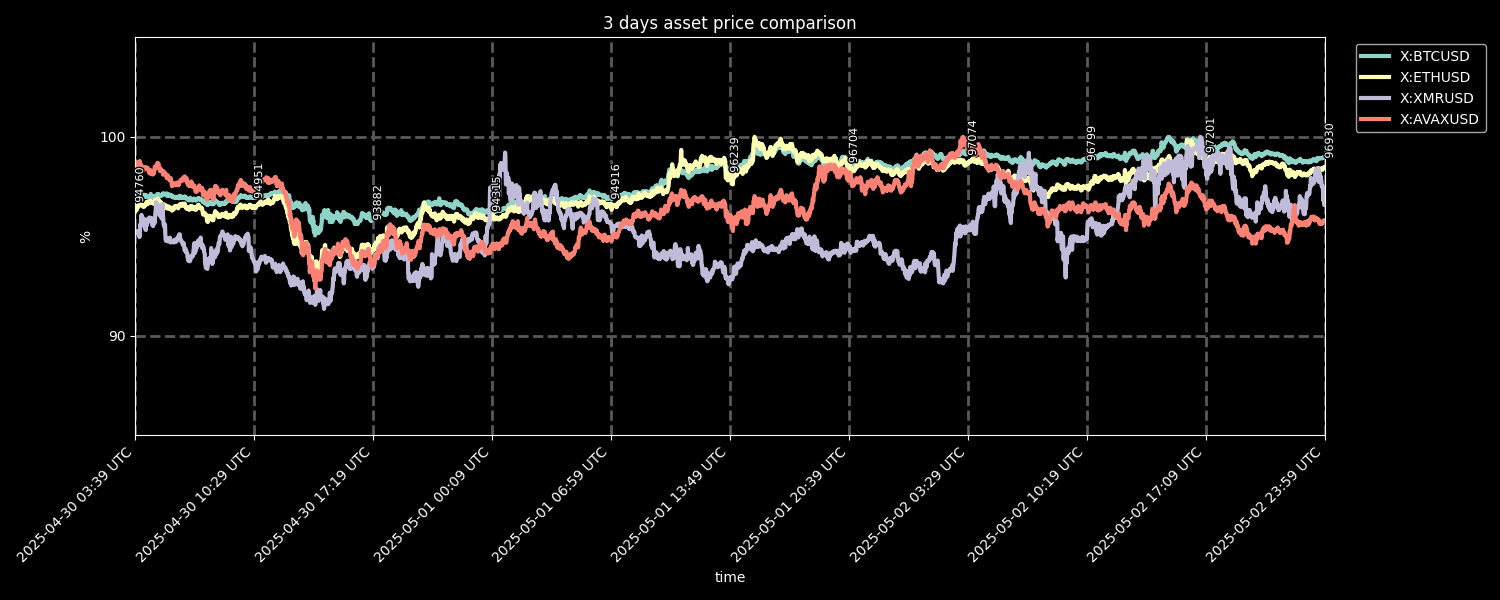 3 days asset price comparison
X:BTCUSD
X:ETHUSD
X:XMRUSD
X:AVAXUSD
100
90
%
94760
94951
93882
94315
94916
96239
96704
97074
96799
97201
96930
2025-04-30 03:39 UTC
2025-04-30 10:29 UTC
2025-04-30 17:19 UTC
2025-05-01 00:09 UTC
2025-05-01 06:59 UTC
2025-05-01 13:49 UTC
2025-05-01 20:39 UTC
2025-05-02 03:29 UTC
2025-05-02 10:19 UTC
2025-05-02 17:09 UTC
2025-05-02 23:59 UTC
time